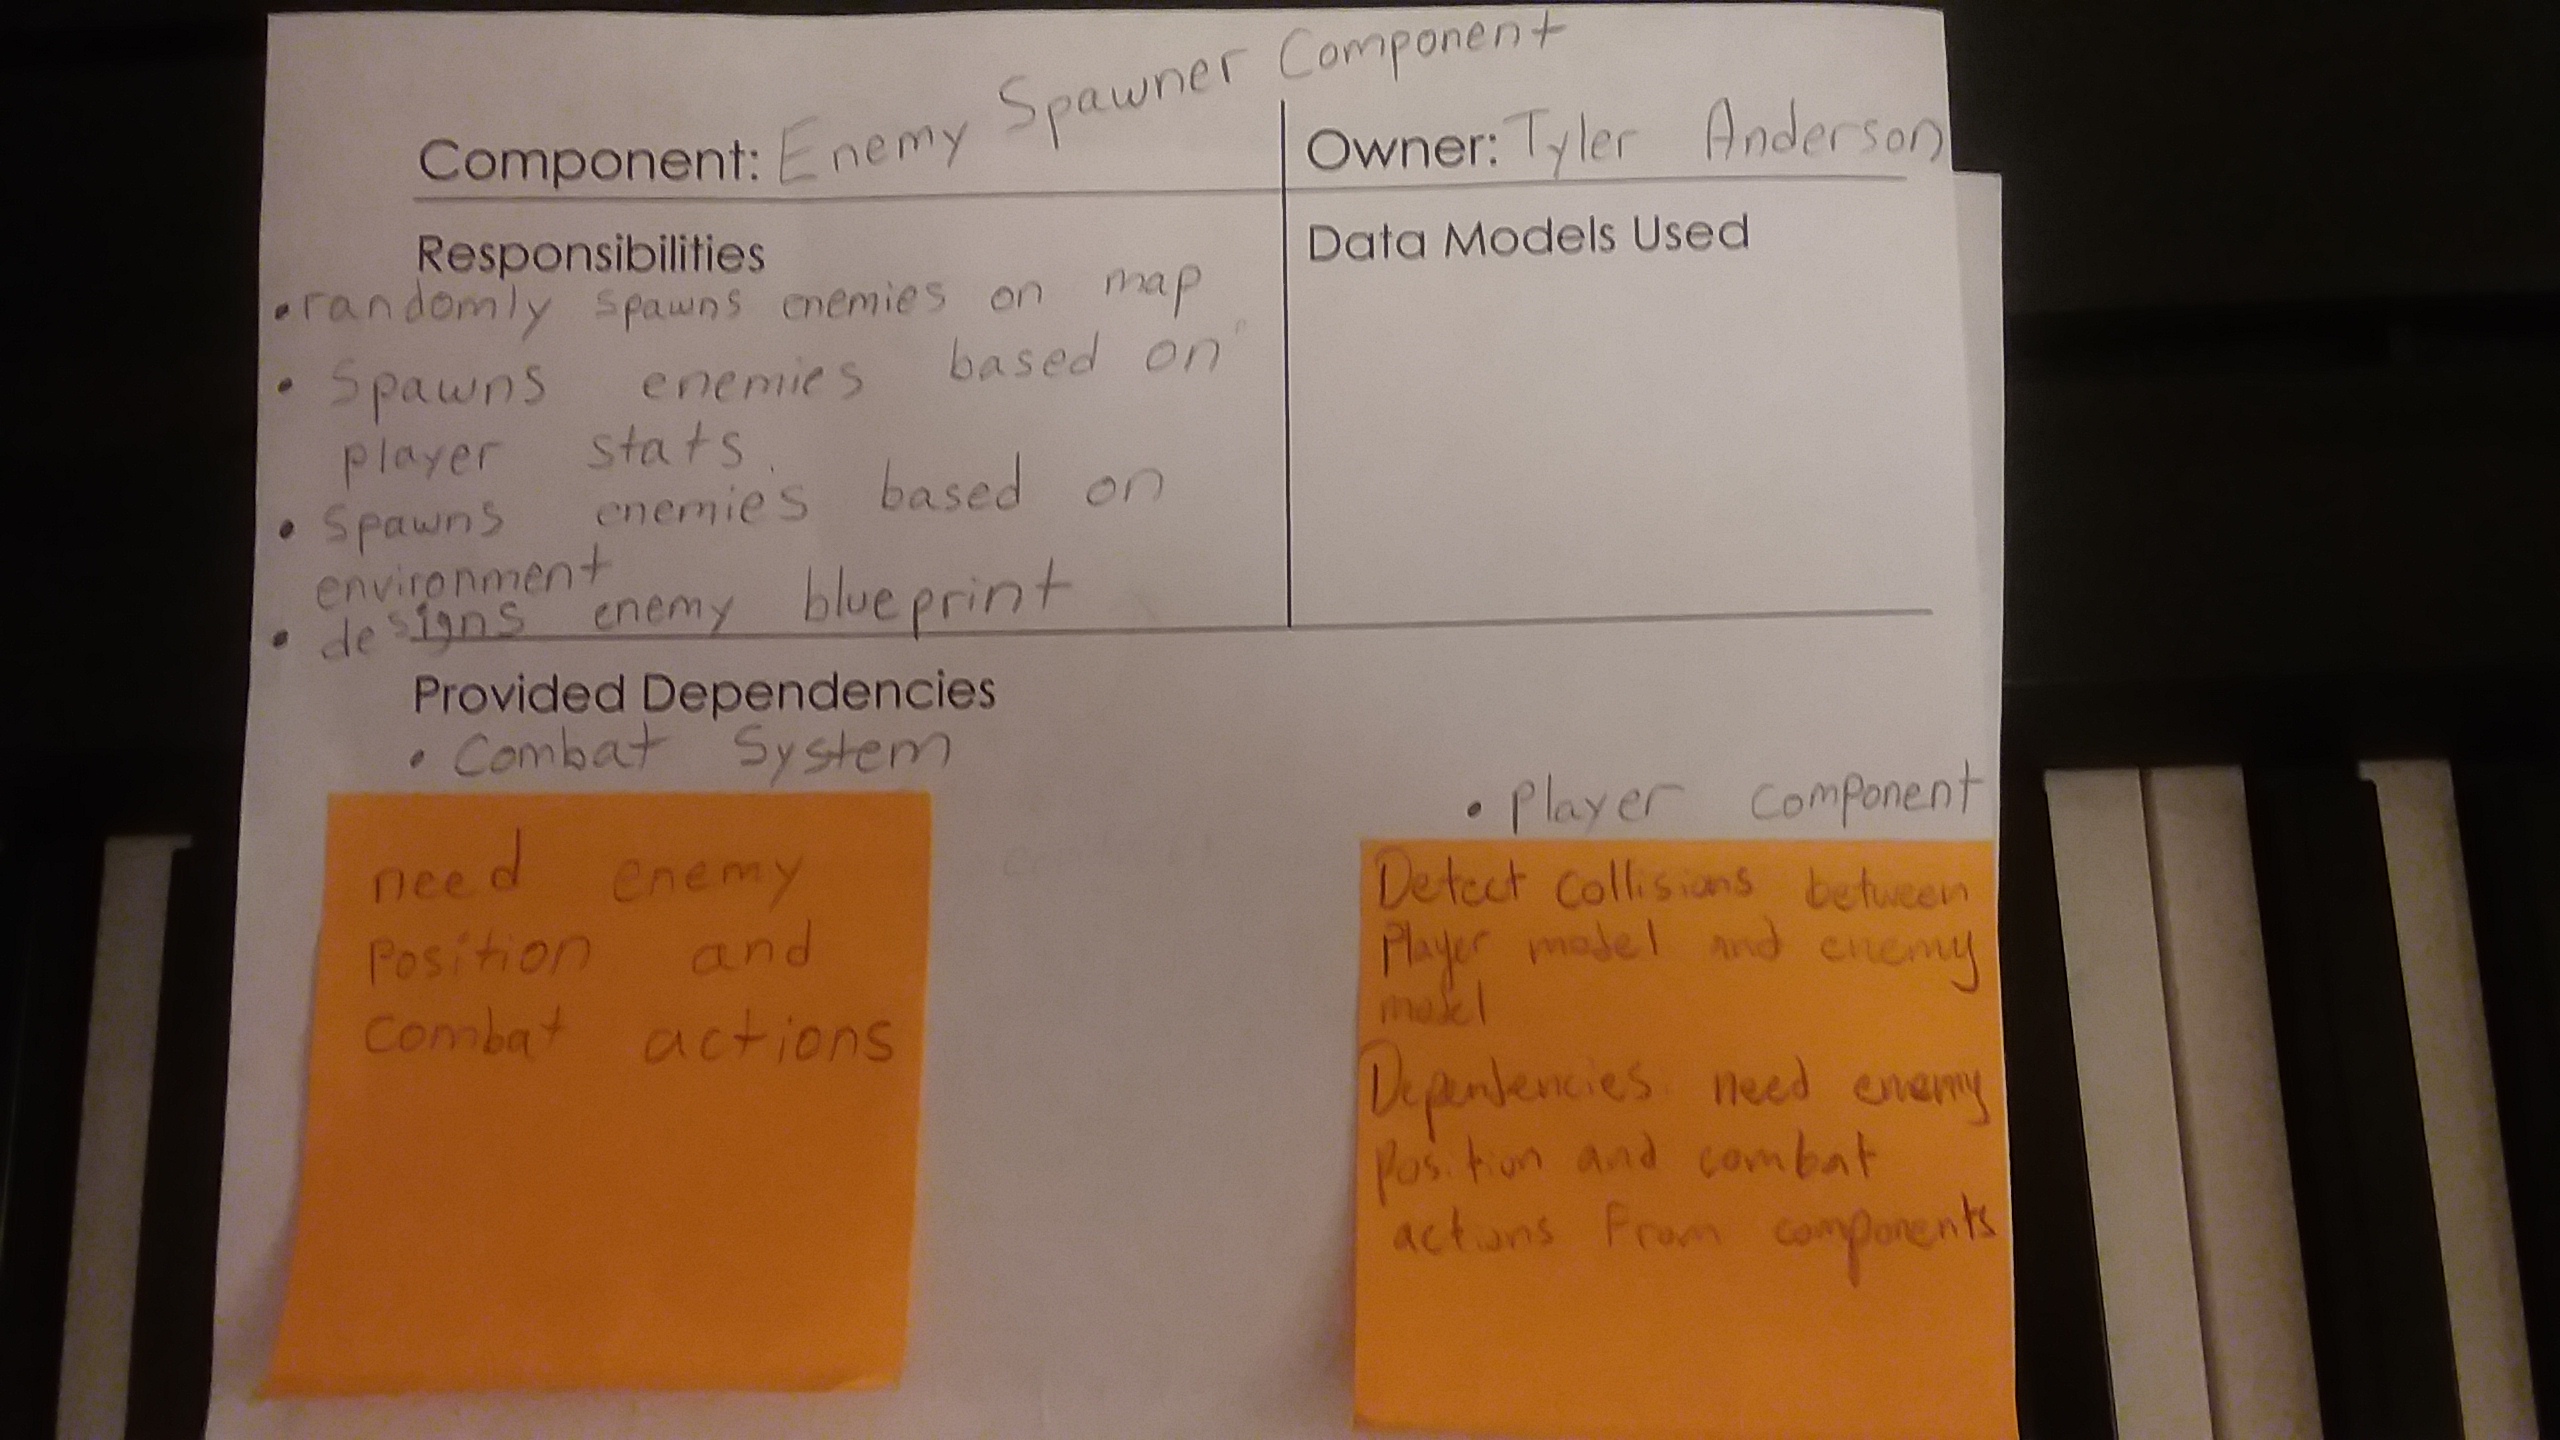 Component: Enemy Spawner Component
Owner: Tyler Anderson
Responsibilities
• randomly spawns enemies on map
• Spawns enemies based on
player stats.
• Spawns enemies based on
environment
• designs enemy blueprint
Data Models Used
Provided Dependencies
• Combat System
need enemy
Position and
combat actions
• Player component
Detect collisions between
Player model and enemy
model
Dependencies: need enemy
position and combat
actions From components